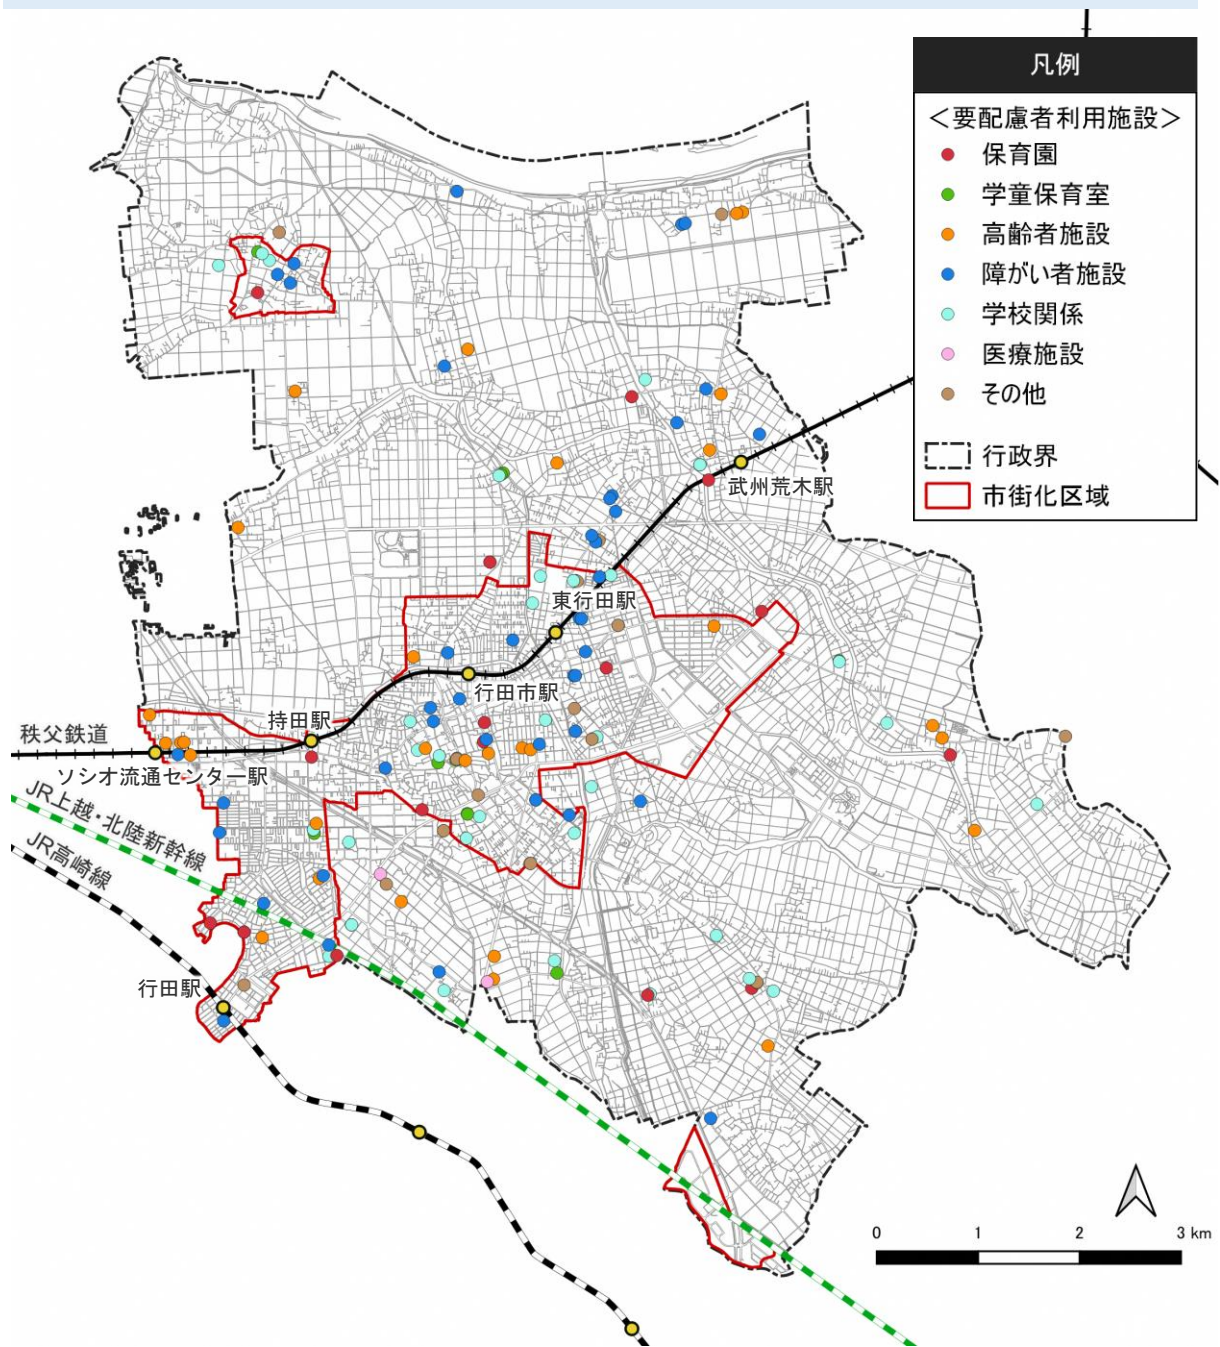 凡例
＜要配慮者利用施設＞
保育園
学童保育室
高齢者施設
障がい者施設
学校関係
医療施設
その他
行政界
市街化区域
武州荒木駅
東行田駅
行田市駅
持田駅
秩父鉄道
ソシオ流通センター駅
JR上越・北陸新幹線
JR高崎線
行田駅
0 1 2 3 km